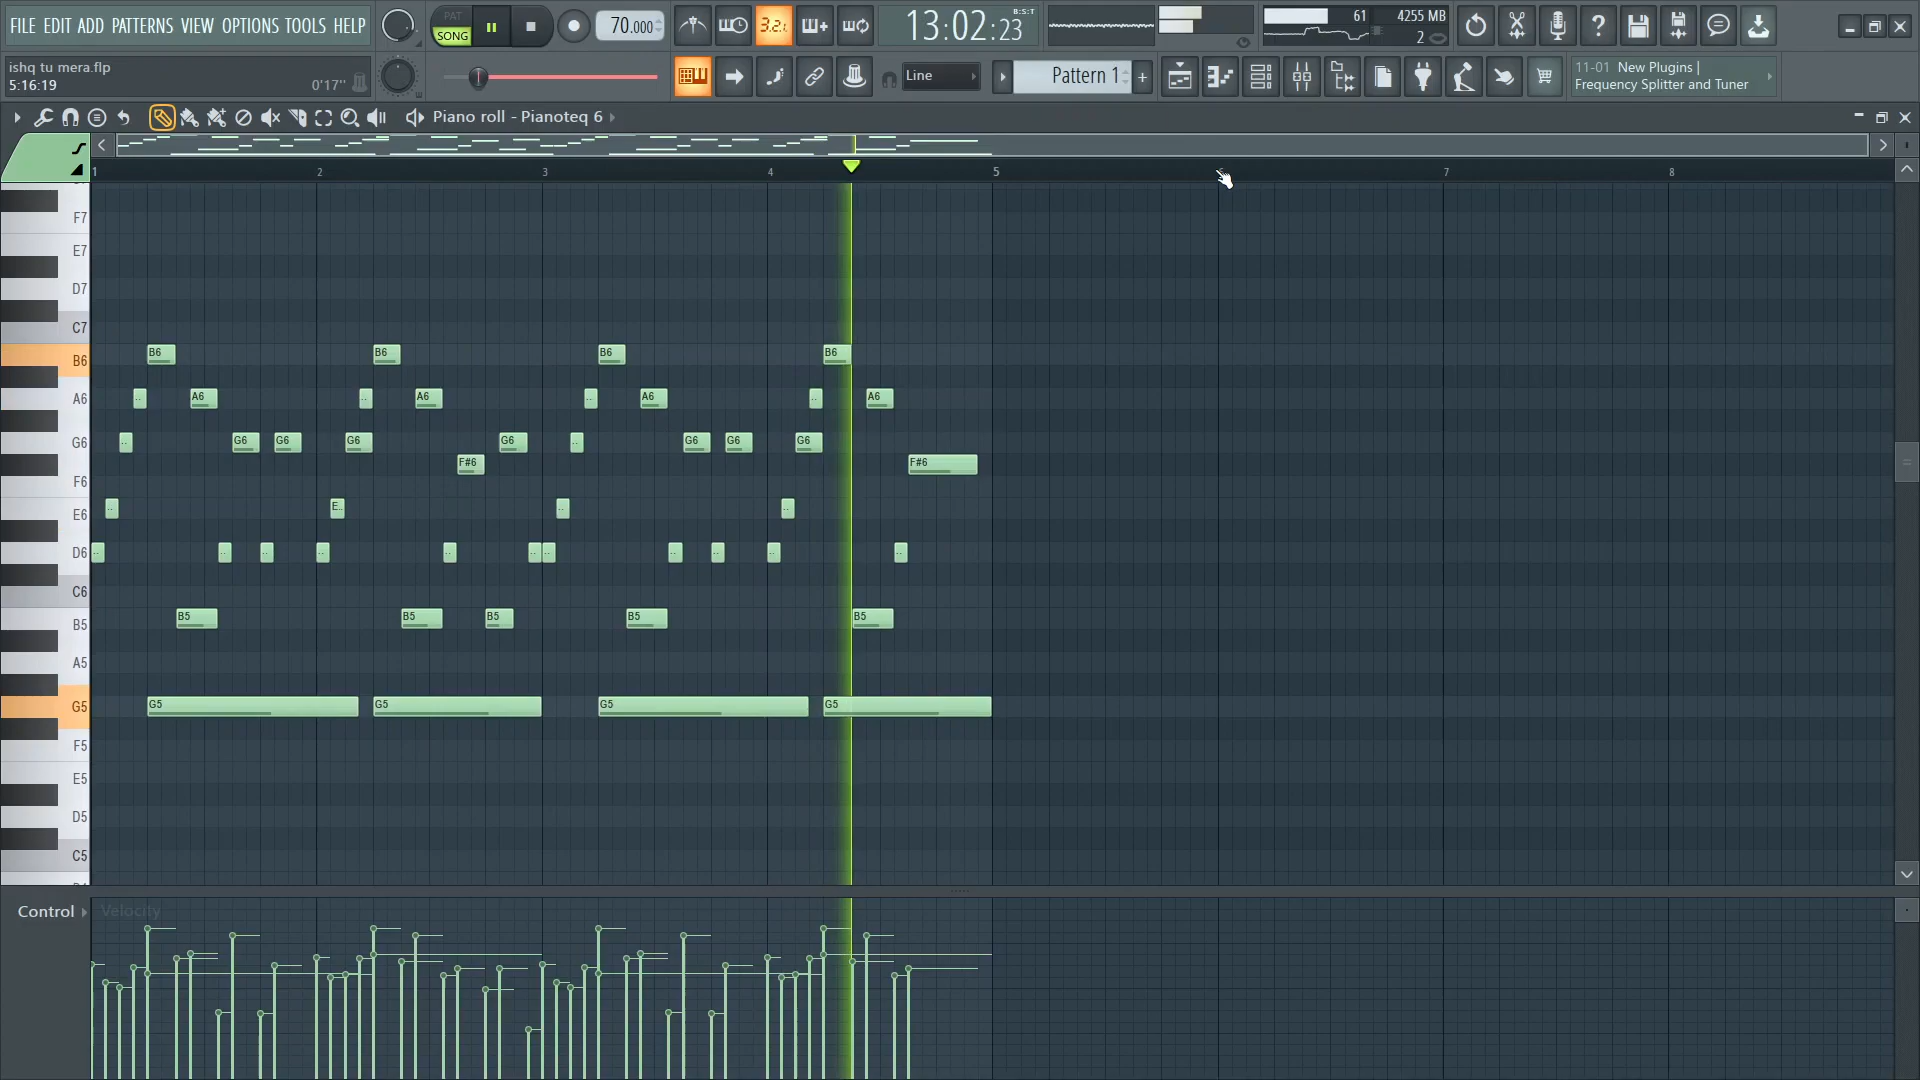 FILE EDIT ADD PATTERNS VIEW OPTIONS TOOLS HELP
PAT
SONG
70.000
3.2.
13:02:23
B:S:T
61
4255 MB
2
ishq tu mera.flp
5:16:19
0'17''
Line
Pattern 1
+
11-01 New Plugins |
Frequency Splitter and Tuner
Piano roll - Pianoteq 6
1 2 3 4 5 7 8
F7
E7
D7
C7
B6 B6 B6 B6 B6
A6 A6 A6 A6 A6
G6 G6 G6 G6 G6 G6 G6 G6
F#6 F#6
F6
E6 E..
D6
C6
B5 B5 B5 B5 B5 B5
A5
G5 G5 G5 G5 G5
F5
E5
D5
C5
Control
Velocity